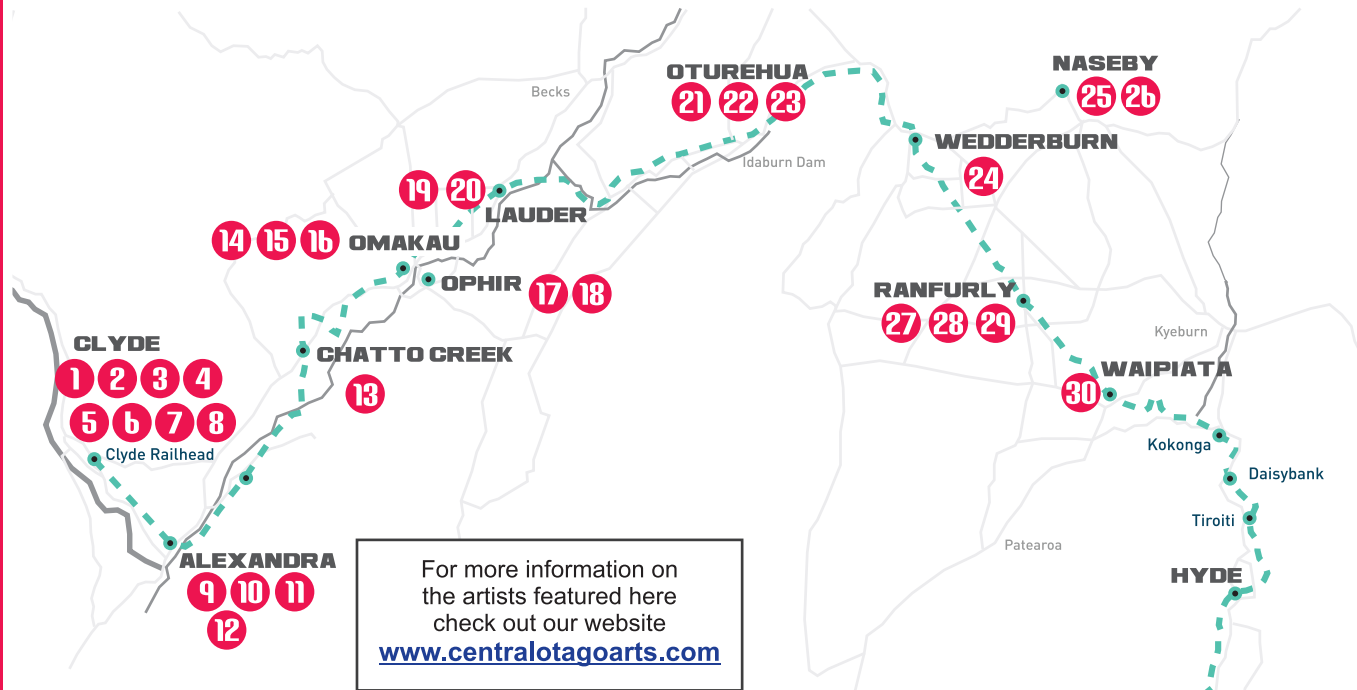 Becks
OTUREHUA
21 22 23
NASEBY
25 26
Idaburn Dam
WEDDERBURN
24
19 20
LAUDER
14 15 16 OMAKAU
OPHIR 17 18
RANFURLY
27 28 29
Kyeburn
CLYDE
1 2 3 4
5 6 7 8
Clyde Railhead
CHATTO CREEK
13
WAIPIATA
30
Kokonga
Daisybank
Tiroiti
Patearoa
HYDE
ALEXANDRA
9 10 11
12
For more information on
the artists featured here
check out our website
www.centralotagoarts.com